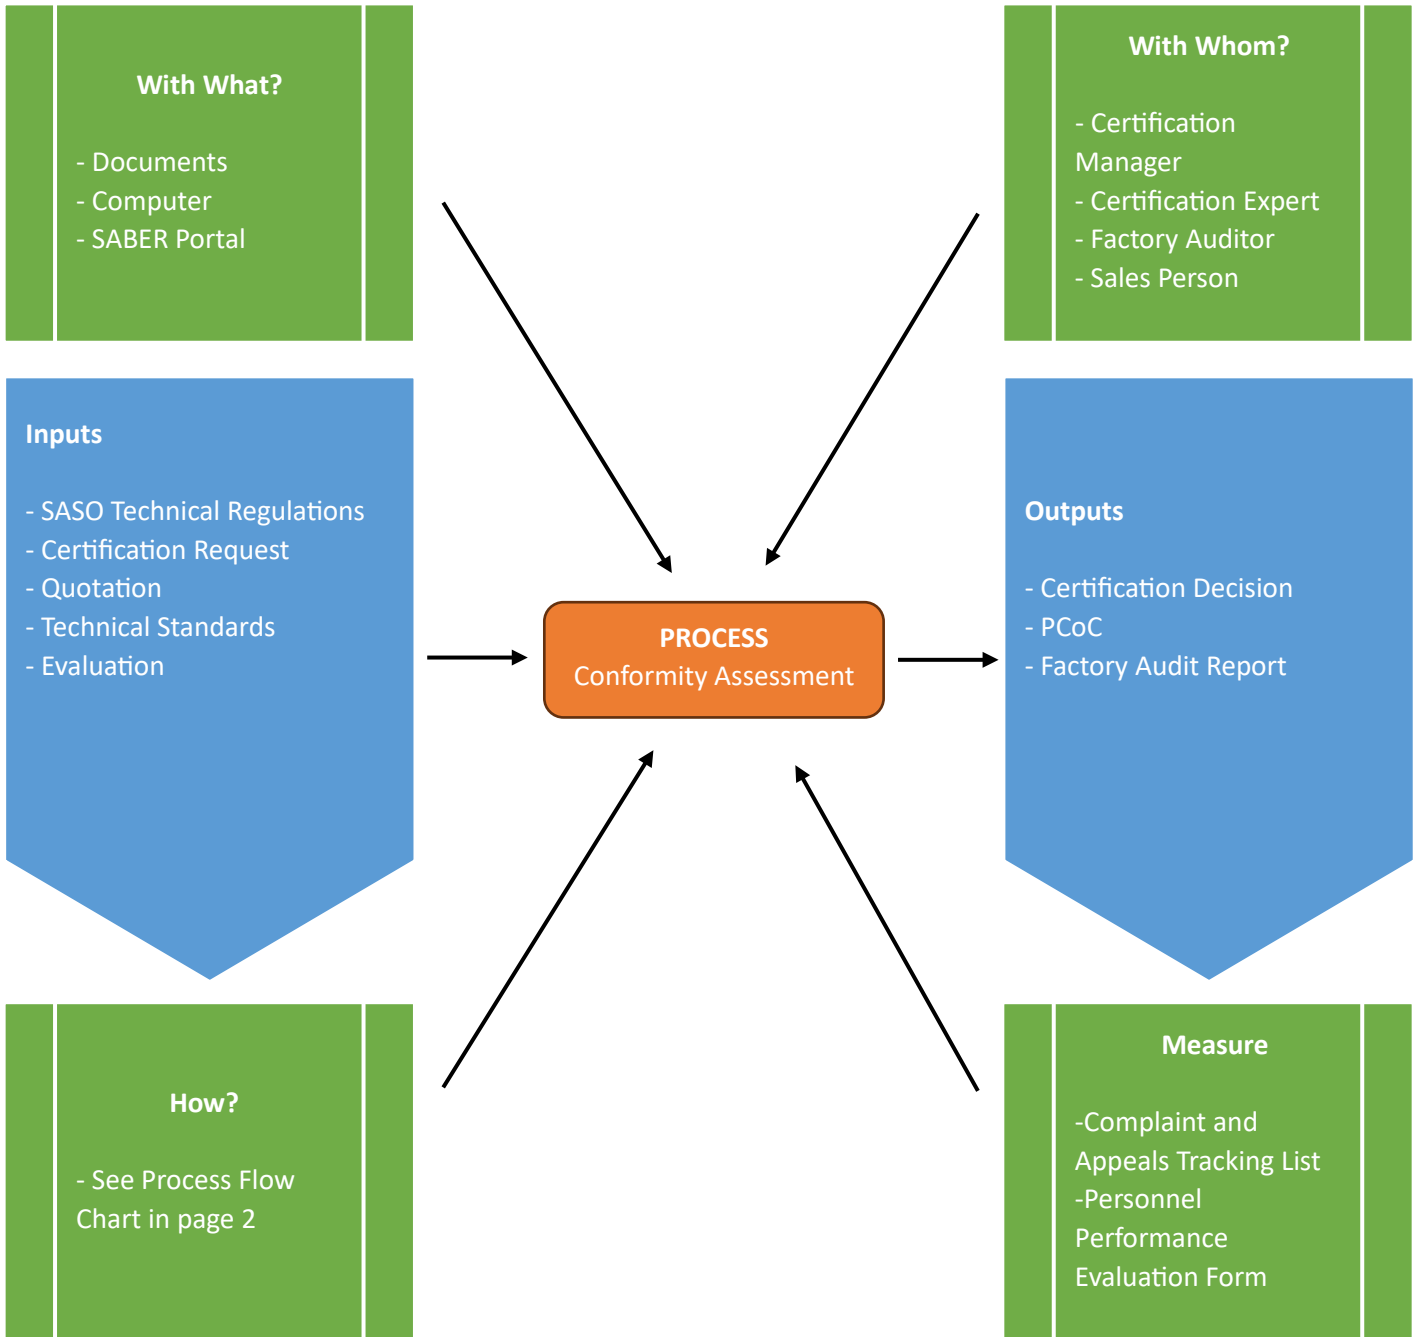 With What?
- Documents
- Computer
- SABER Portal
With Whom?
- Certification
Manager
- Certification Expert
- Factory Auditor
- Sales Person
Inputs
- SASO Technical Regulations
- Certification Request
- Quotation
- Technical Standards
- Evaluation
PROCESS
Conformity Assessment
Outputs
- Certification Decision
- PCoC
- Factory Audit Report
How?
- See Process Flow
Chart in page 2
Measure
-Complaint and
Appeals Tracking List
-Personnel
Performance
Evaluation Form